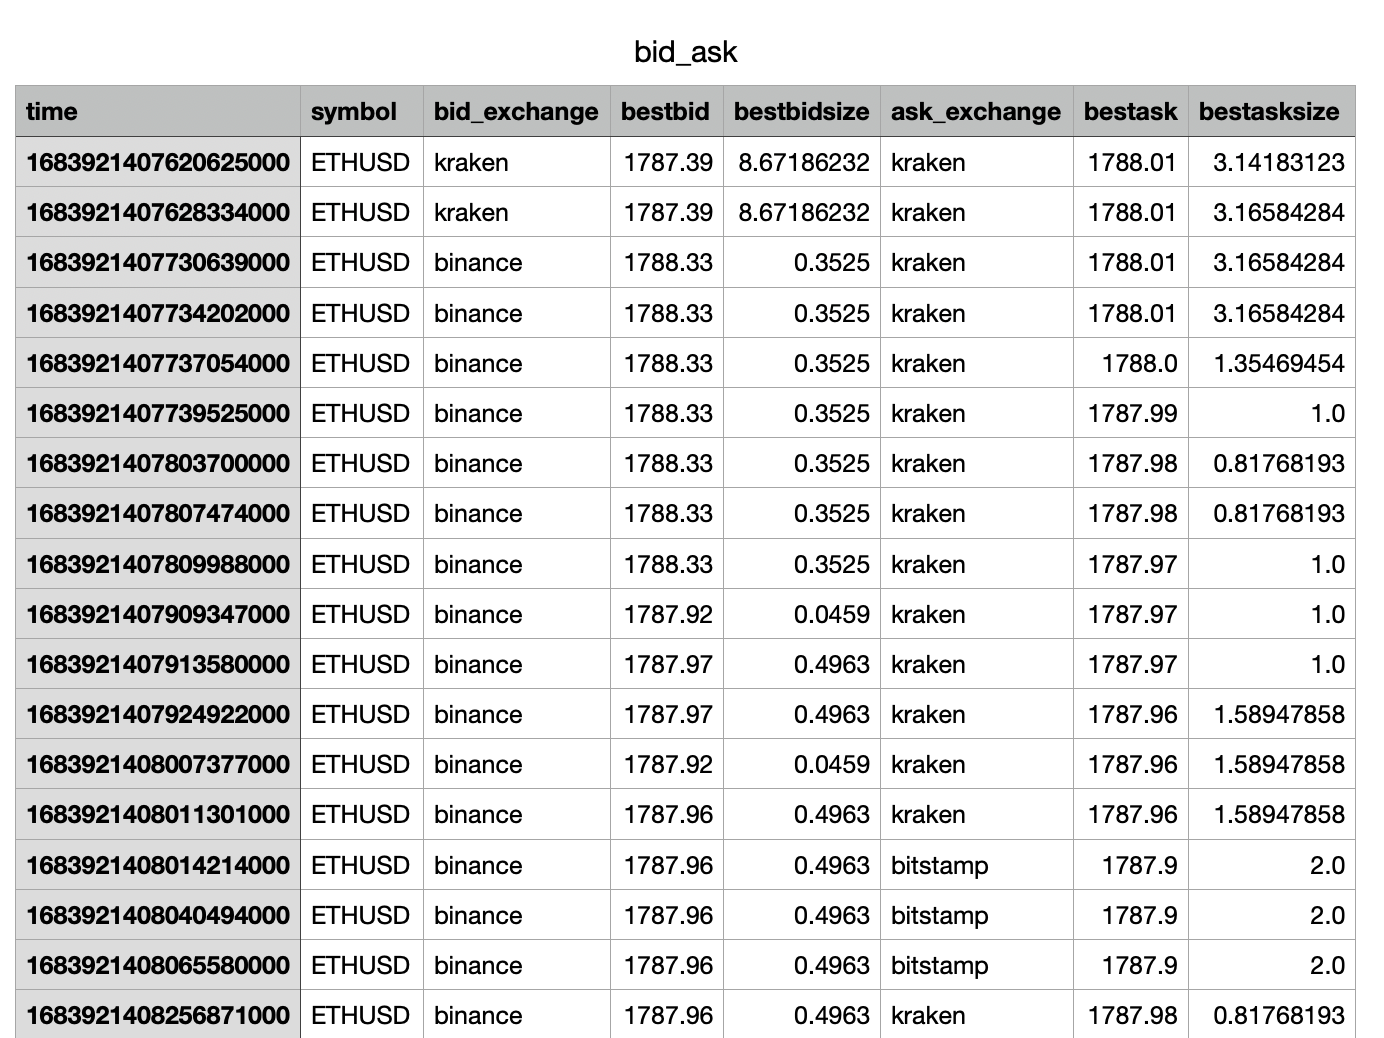 bid_ask
time symbol bid_exchange bestbid bestbidsize ask_exchange bestask bestasksize
1683921407620625000 ETHUSD kraken 1787.39 8.67186232 kraken 1788.01 3.14183123
1683921407628334000 ETHUSD kraken 1787.39 8.67186232 kraken 1788.01 3.16584284
1683921407730639000 ETHUSD binance 1788.33 0.3525 kraken 1788.01 3.16584284
1683921407734202000 ETHUSD binance 1788.33 0.3525 kraken 1788.01 3.16584284
1683921407737054000 ETHUSD binance 1788.33 0.3525 kraken 1788.0 1.35469454
1683921407739525000 ETHUSD binance 1788.33 0.3525 kraken 1787.99 1.0
1683921407803700000 ETHUSD binance 1788.33 0.3525 kraken 1787.98 0.81768193
1683921407807474000 ETHUSD binance 1788.33 0.3525 kraken 1787.98 0.81768193
1683921407809988000 ETHUSD binance 1788.33 0.3525 kraken 1787.97 1.0
1683921407909347000 ETHUSD binance 1787.92 0.0459 kraken 1787.97 1.0
1683921407913580000 ETHUSD binance 1787.97 0.4963 kraken 1787.97 1.0
1683921407924922000 ETHUSD binance 1787.97 0.4963 kraken 1787.96 1.58947858
1683921408007377000 ETHUSD binance 1787.92 0.0459 kraken 1787.96 1.58947858
1683921408011301000 ETHUSD binance 1787.96 0.4963 kraken 1787.96 1.58947858
1683921408014214000 ETHUSD binance 1787.96 0.4963 bitstamp 1787.9 2.0
1683921408040494000 ETHUSD binance 1787.96 0.4963 bitstamp 1787.9 2.0
1683921408065580000 ETHUSD binance 1787.96 0.4963 bitstamp 1787.9 2.0
1683921408256871000 ETHUSD binance 1787.96 0.4963 kraken 1787.98 0.81768193